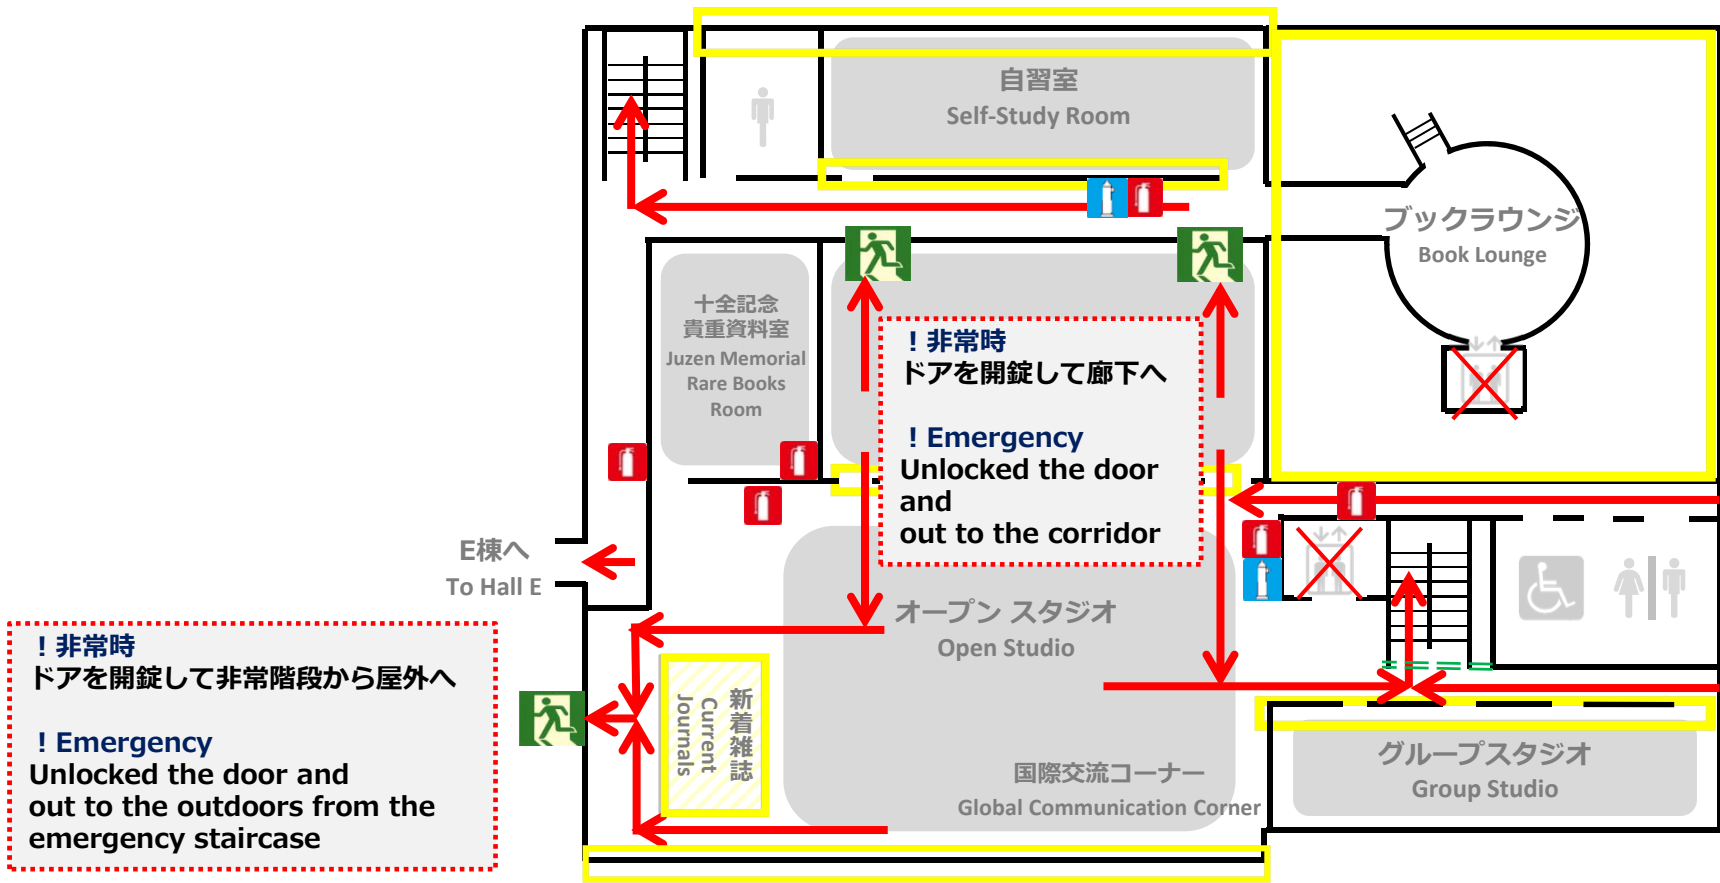 自習室
Self-Study Room
ブックラウンジ
Book Lounge
十全記念
貴重資料室
Juzen Memorial
Rare Books
Room
！非常時
ドアを開錠して廊下へ
！Emergency
Unlocked the door
and
out to the corridor
E棟へ
To Hall E
オープン スタジオ
Open Studio
！非常時
ドアを開錠して非常階段から屋外へ
！Emergency
Unlocked the door and
out to the outdoors from the
emergency staircase
新着雑誌
Current
Journals
国際交流コーナー
Global Communication Corner
グループスタジオ
Group Studio